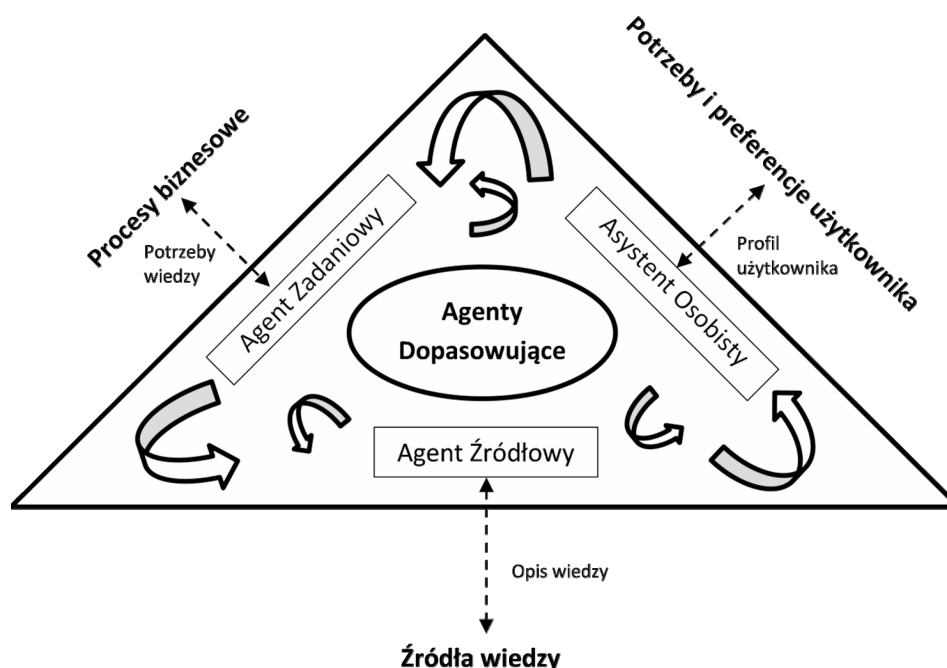 Procesy biznesowe
Potrzeby
wiedzy
Agent Zadaniowy
Potrzeby i preferencje użytkownika
Profil
użytkownika
Asystent Osobisty
Agenty
Dopasowujące
Agent Źródłowy
Opis wiedzy
Źródła wiedzy